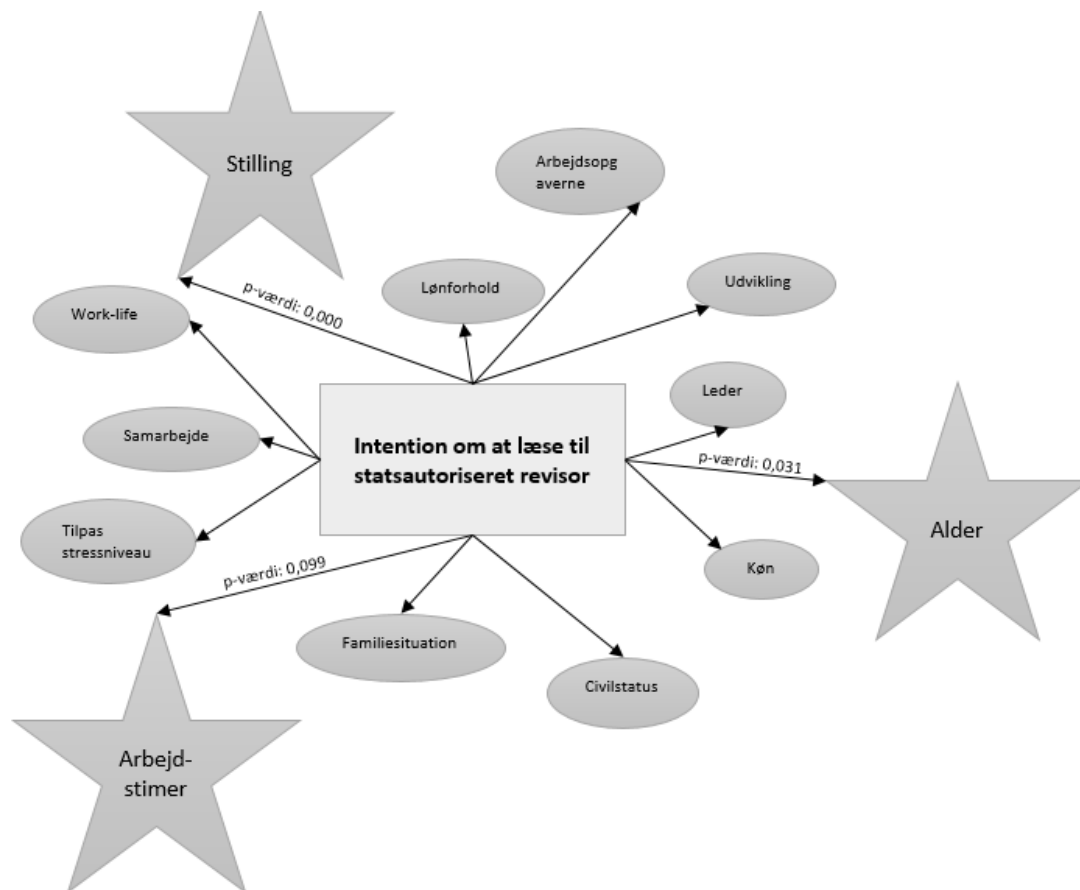 Stilling
Arbejdsopg
averne
p-værdi: 0,000
Lønforhold
Udvikling
Work-life
Leder
Samarbejde
Intention om at læse til
statsautoriseret revisor
p-værdi: 0,031
Alder
Tilpas
stressniveau
Køn
p-værdi: 0,099
Familiesituation
Civilstatus
Arbejd-
stimer